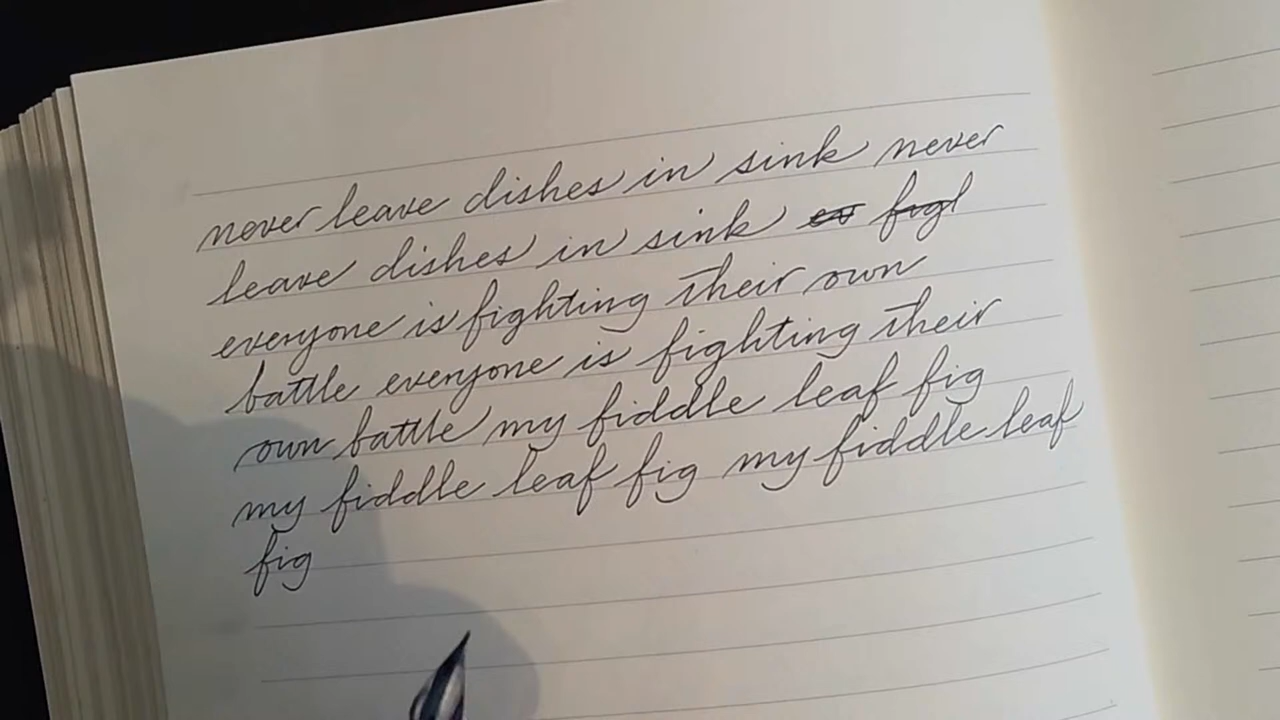 never leave dishes in sink never
leave dishes in sink ev figl
everyone is fighting their own
battle everyone is fighting their
own battle my fiddle leaf fig
my fiddle leaf fig my fiddle leaf
fig